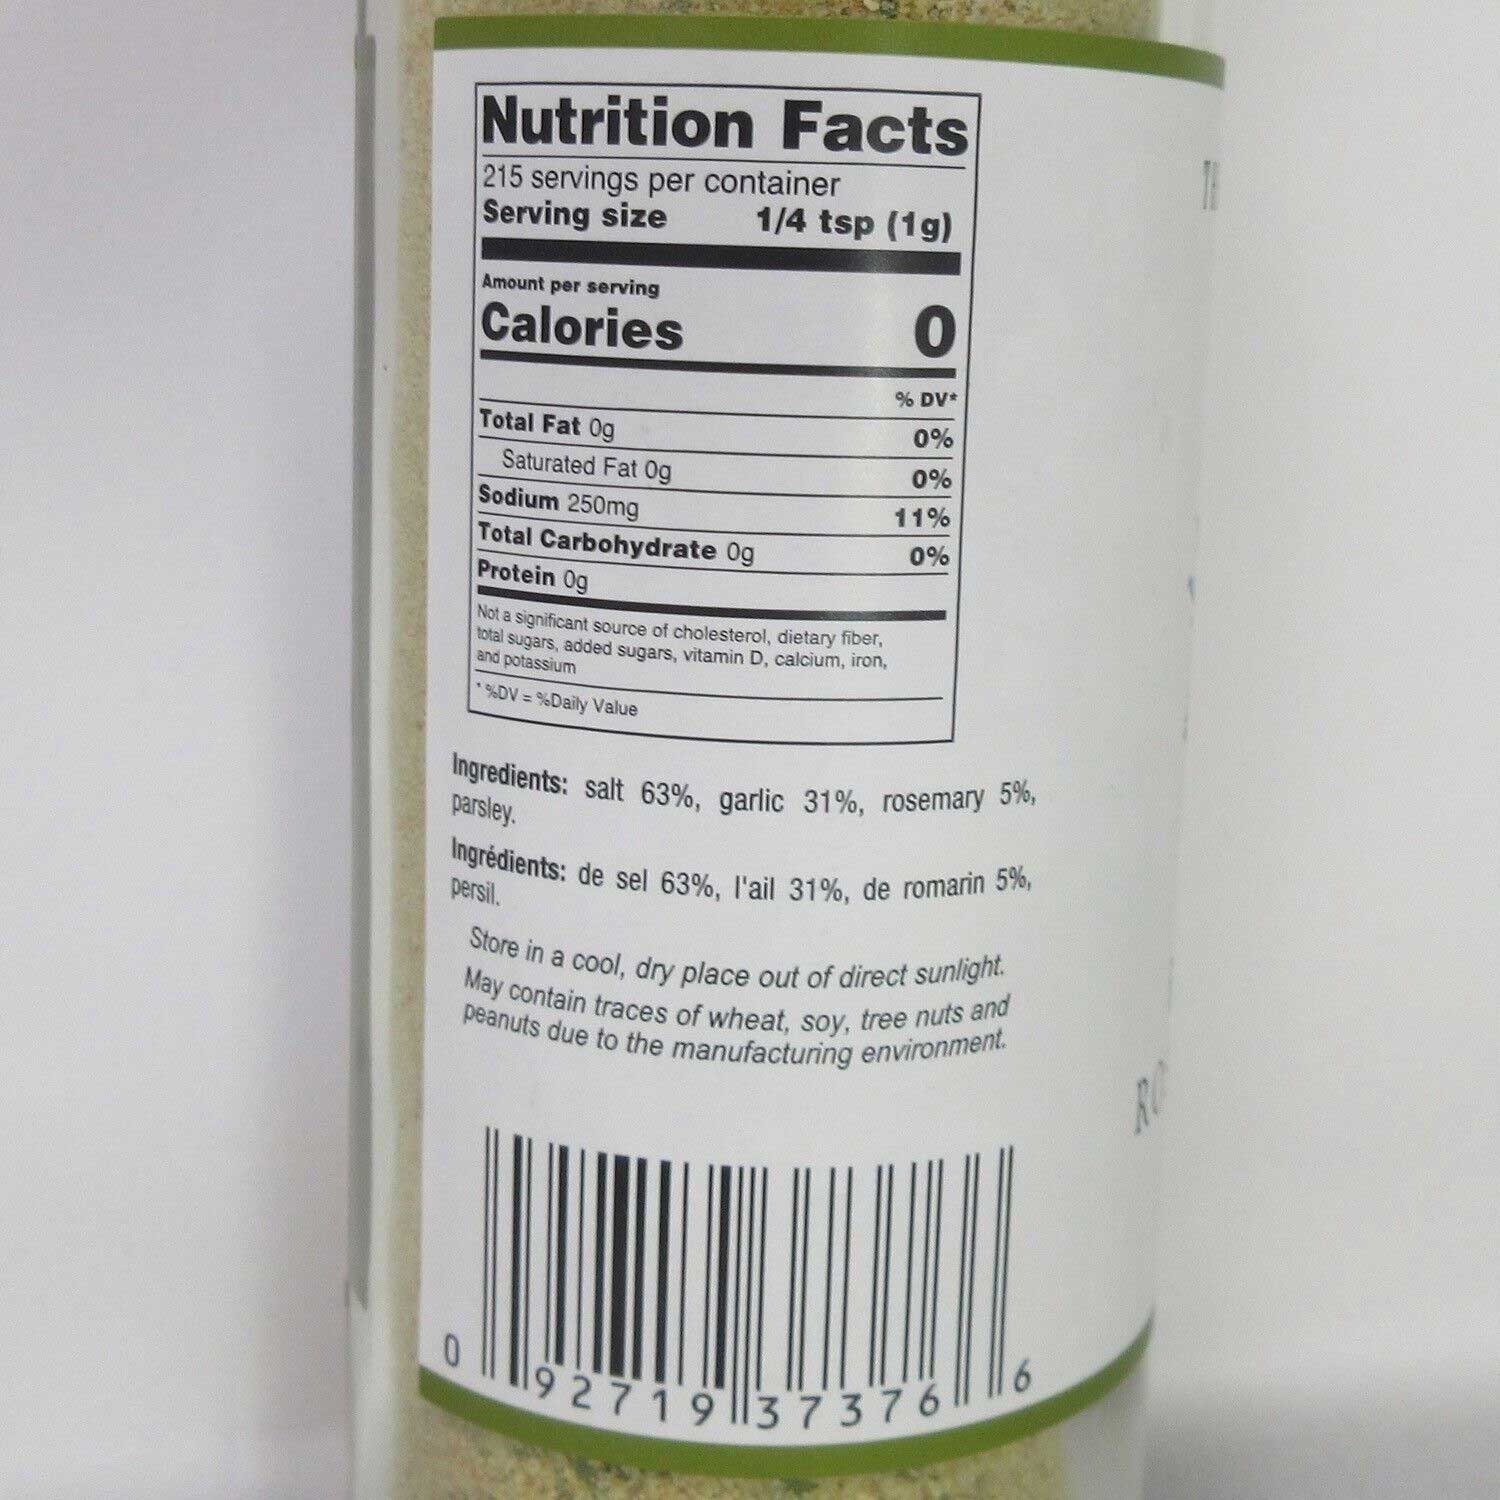 Nutrition Facts
215 servings per container
Serving size 1/4 tsp (1g)
Amount per serving
Calories 0
% DV*
Total Fat 0g 0%
Saturated Fat 0g 0%
Sodium 250mg 11%
Total Carbohydrate 0g 0%
Protein 0g
Not a significant source of cholesterol, dietary fiber,
total sugars, added sugars, vitamin D, calcium, iron,
and potassium
* %DV = %Daily Value
Ingredients: salt 63%, garlic 31%, rosemary 5%,
parsley.
Ingrédients: de sel 63%, l'ail 31%, de romarin 5%,
persil.
Store in a cool, dry place out of direct sunlight.
May contain traces of wheat, soy, tree nuts and
peanuts due to the manufacturing environment.
0 92719 37376 6